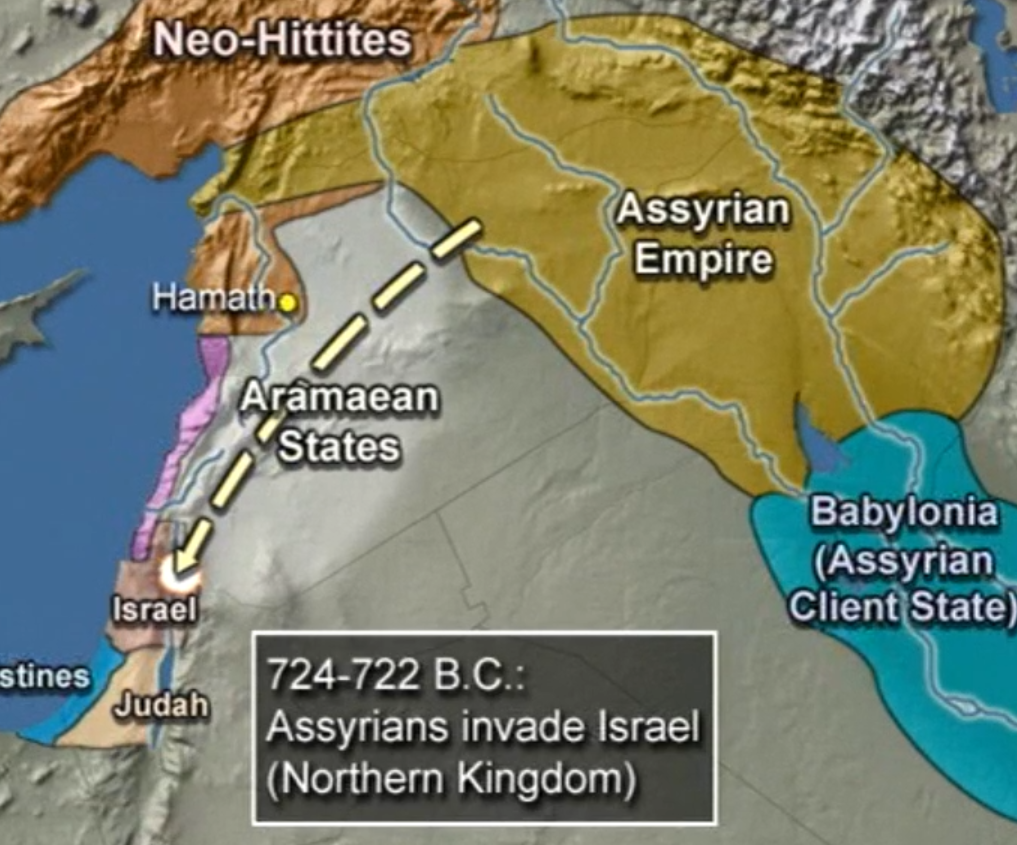 Neo-Hittites
Assyrian
Empire
Hamath
Aramaean
States
Babylonia
(Assyrian
Client State)
Israel
stines
Judah
724-722 B.C.:
Assyrians invade Israel
(Northern Kingdom)